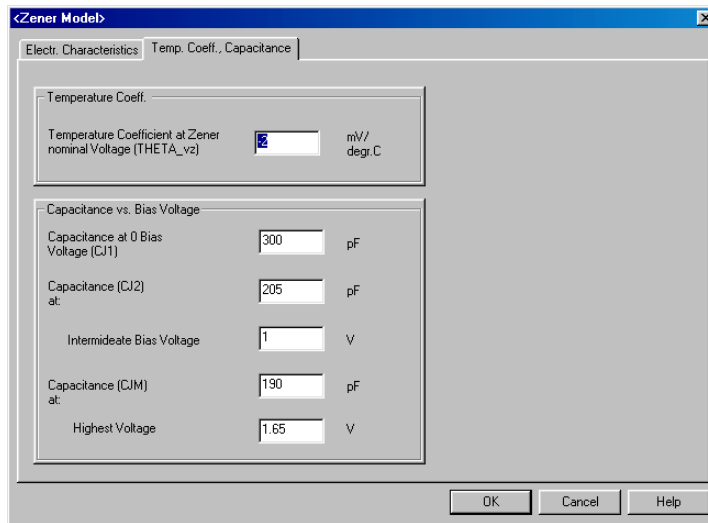 <Zener Model>
Electr. Characteristics
Temp. Coeff., Capacitance
Temperature Coeff.
Temperature Coefficient at Zener
nominal Voltage (THETA_vz)
-2
mV/
degr.C
Capacitance vs. Bias Voltage
Capacitance at 0 Bias
Voltage (CJ1)
300
pF
Capacitance (CJ2)
at:
205
pF
Intermideate Bias Voltage
1
V
Capacitance (CJM)
at:
190
pF
Highest Voltage
1.65
V
OK
Cancel
Help